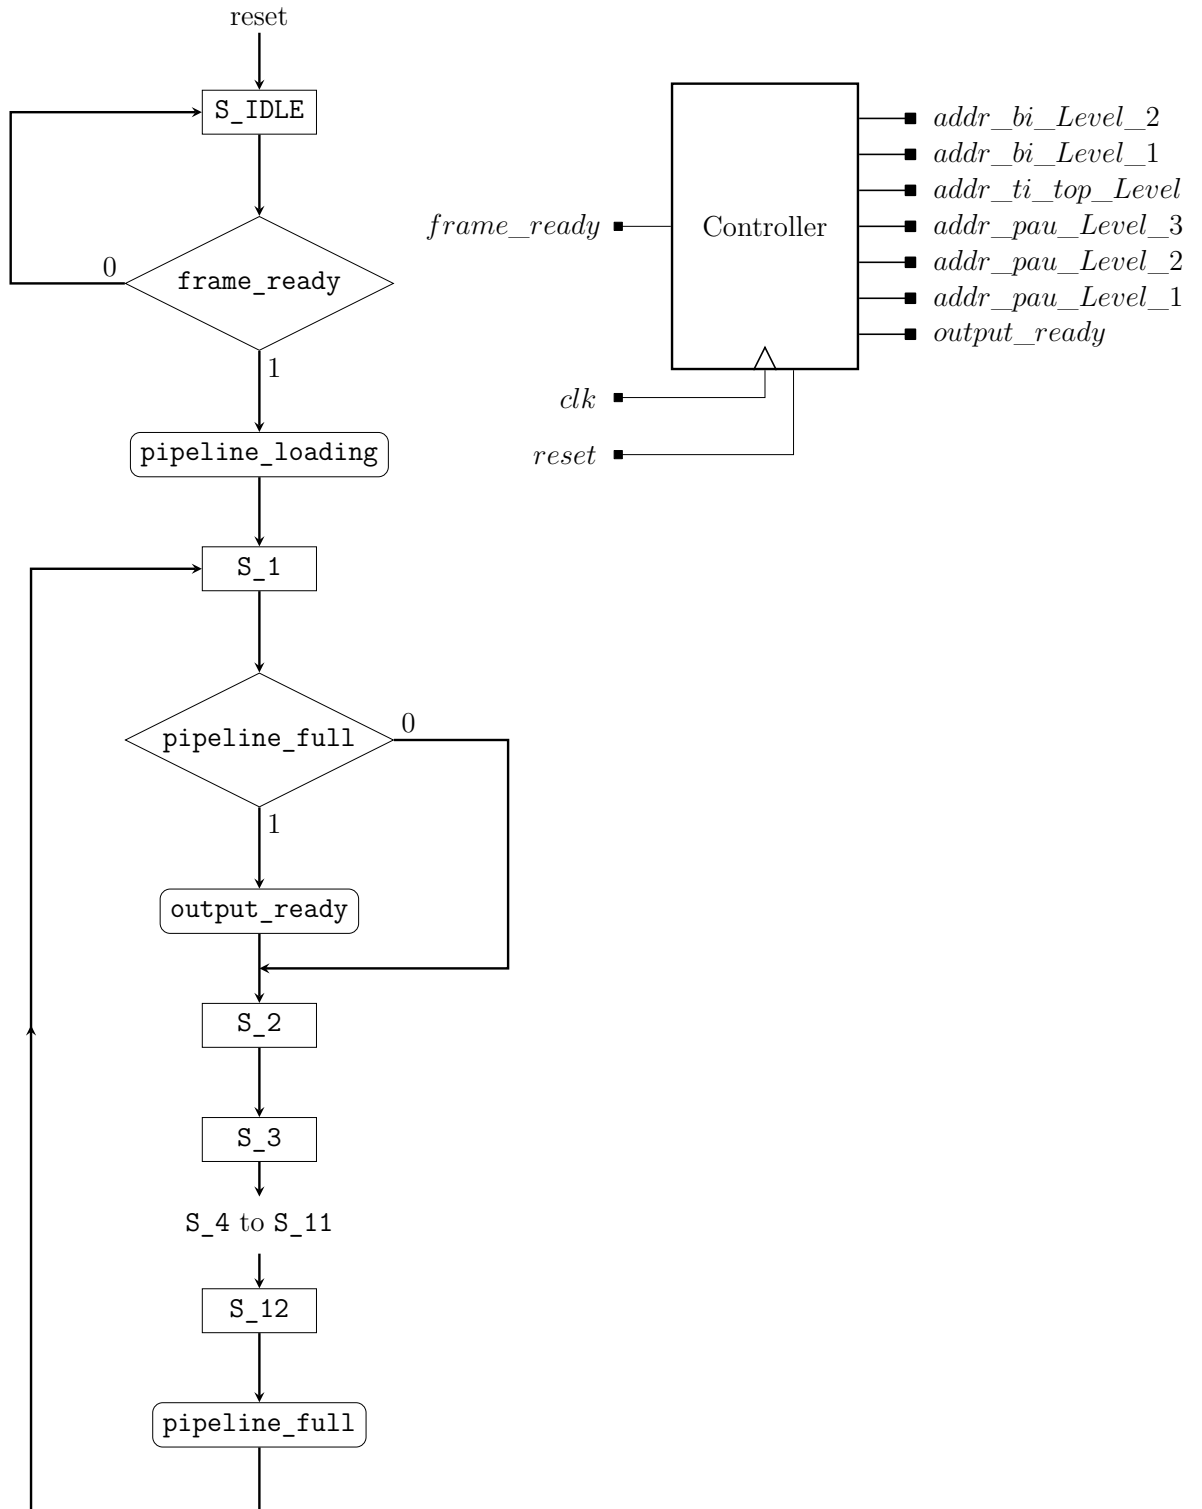 reset
S_IDLE
0
frame_ready
1
pipeline_loading
S_1
pipeline_full
0
1
output_ready
S_2
S_3
S_4 to S_11
S_12
pipeline_full
frame_ready
Controller
clk
reset
addr_bi_Level_2
addr_bi_Level_1
addr_ti_top_Level
addr_pau_Level_3
addr_pau_Level_2
addr_pau_Level_1
output_ready